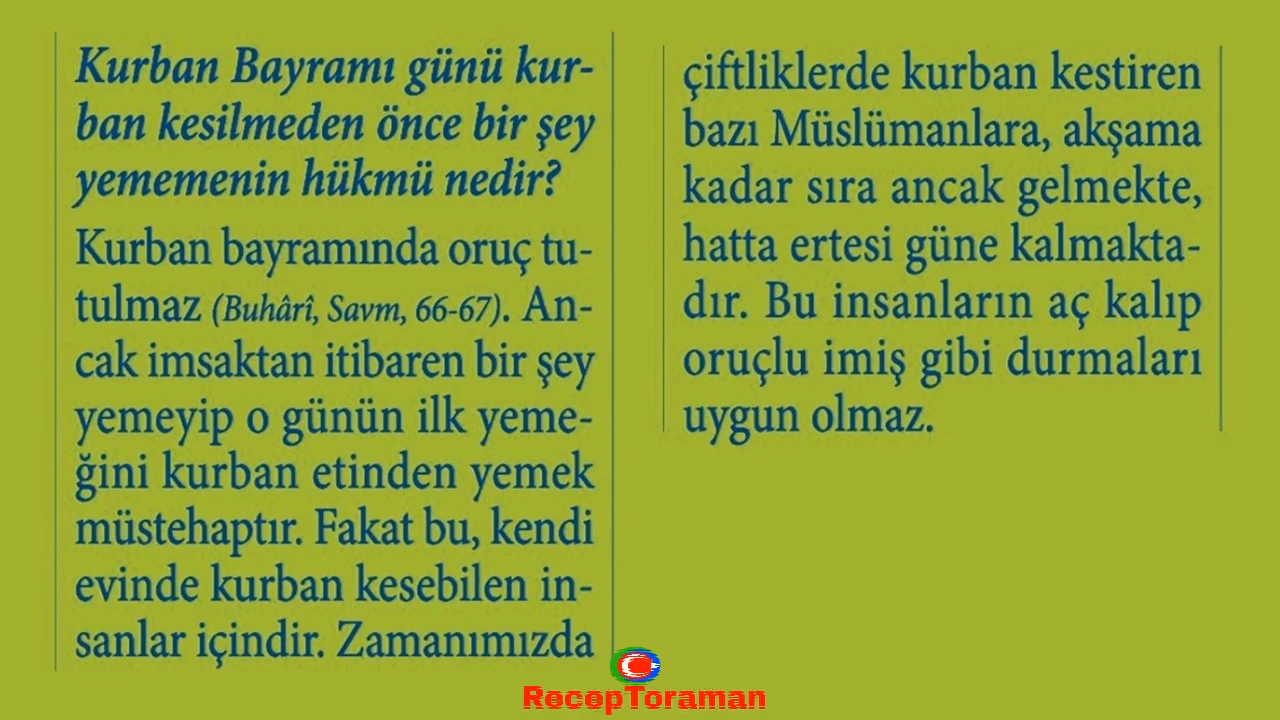 Kurban Bayramı günü kur-
ban kesilmeden önce bir şey
yememenin hükmü nedir?
Kurban bayramında oruç tu-
tulmaz (Buhârî, Savm, 66-67). An-
cak imsaktan itibaren bir şey
yemeyip o günün ilk yeme-
ğini kurban etinden yemek
müstehaptır. Fakat bu, kendi
evinde kurban kesebilen in-
sanlar içindir. Zamanımızda
çiftliklerde kurban kestiren
bazı Müslümanlara, akşama
kadar sıra ancak gelmekte,
hatta ertesi güne kalmakta-
dır. Bu insanların aç kalıp
oruçlu imiş gibi durmaları
uygun olmaz.
RecepToraman